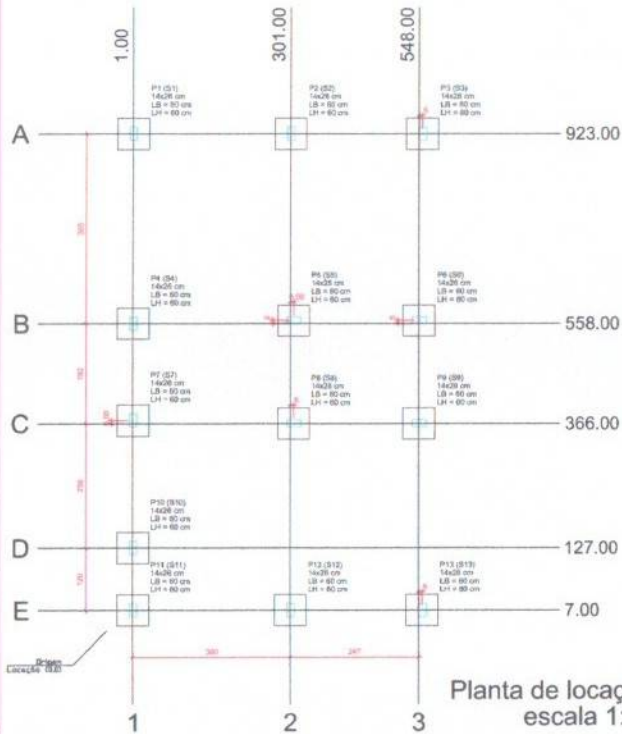 1.00
301.00
548.00
P1 (S1)
14x26 cm
LB = 60 cm
LH = 60 cm
P2 (S2)
14x26 cm
LB = 60 cm
LH = 60 cm
P3 (S3)
14x26 cm
LB = 60 cm
LH = 60 cm
A
923.00
365
P4 (S4)
14x26 cm
LB = 60 cm
LH = 60 cm
P5 (S5)
14x26 cm
LB = 60 cm
LH = 60 cm
P6 (S6)
14x26 cm
LB = 60 cm
LH = 60 cm
B
558.00
192
P7 (S7)
14x26 cm
LB = 60 cm
LH = 60 cm
P8 (S8)
14x26 cm
LB = 60 cm
LH = 60 cm
P9 (S9)
14x26 cm
LB = 60 cm
LH = 60 cm
C
366.00
239
P10 (S10)
14x26 cm
LB = 60 cm
LH = 60 cm
D
127.00
120
P11 (S11)
14x26 cm
LB = 60 cm
LH = 60 cm
P12 (S12)
14x26 cm
LB = 60 cm
LH = 60 cm
P13 (S13)
14x26 cm
LB = 60 cm
LH = 60 cm
E
7.00
Origem
Locação (0,0)
300
247
1
2
3
Planta de locaç
escala 1: